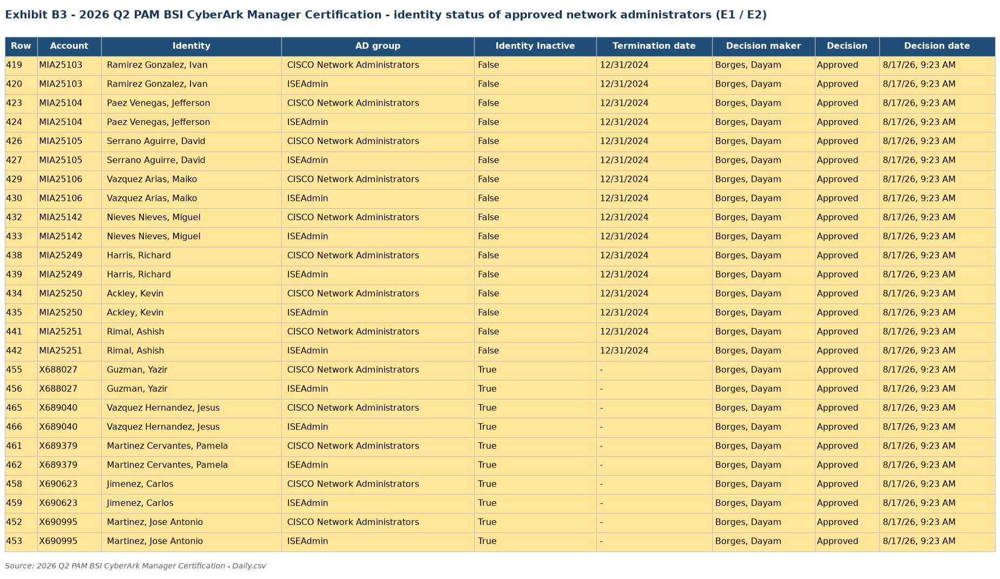 Exhibit B3 - 2026 Q2 PAM BSI CyberArk Manager Certification - identity status of approved network administrators (E1 / E2)
Row Account Identity AD group Identity Inactive Termination date Decision maker Decision Decision date
419 MIA25103 Ramirez Gonzalez, Ivan CISCO Network Administrators False 12/31/2024 Borges, Dayam Approved 8/17/26, 9:23 AM
420 MIA25103 Ramirez Gonzalez, Ivan ISEAdmin False 12/31/2024 Borges, Dayam Approved 8/17/26, 9:23 AM
423 MIA25104 Paez Venegas, Jefferson CISCO Network Administrators False 12/31/2024 Borges, Dayam Approved 8/17/26, 9:23 AM
424 MIA25104 Paez Venegas, Jefferson ISEAdmin False 12/31/2024 Borges, Dayam Approved 8/17/26, 9:23 AM
426 MIA25105 Serrano Aguirre, David CISCO Network Administrators False 12/31/2024 Borges, Dayam Approved 8/17/26, 9:23 AM
427 MIA25105 Serrano Aguirre, David ISEAdmin False 12/31/2024 Borges, Dayam Approved 8/17/26, 9:23 AM
429 MIA25106 Vazquez Arias, Maiko CISCO Network Administrators False 12/31/2024 Borges, Dayam Approved 8/17/26, 9:23 AM
430 MIA25106 Vazquez Arias, Maiko ISEAdmin False 12/31/2024 Borges, Dayam Approved 8/17/26, 9:23 AM
432 MIA25142 Nieves Nieves, Miguel CISCO Network Administrators False 12/31/2024 Borges, Dayam Approved 8/17/26, 9:23 AM
433 MIA25142 Nieves Nieves, Miguel ISEAdmin False 12/31/2024 Borges, Dayam Approved 8/17/26, 9:23 AM
438 MIA25249 Harris, Richard CISCO Network Administrators False 12/31/2024 Borges, Dayam Approved 8/17/26, 9:23 AM
439 MIA25249 Harris, Richard ISEAdmin False 12/31/2024 Borges, Dayam Approved 8/17/26, 9:23 AM
434 MIA25250 Ackley, Kevin CISCO Network Administrators False 12/31/2024 Borges, Dayam Approved 8/17/26, 9:23 AM
435 MIA25250 Ackley, Kevin ISEAdmin False 12/31/2024 Borges, Dayam Approved 8/17/26, 9:23 AM
441 MIA25251 Rimal, Ashish CISCO Network Administrators False 12/31/2024 Borges, Dayam Approved 8/17/26, 9:23 AM
442 MIA25251 Rimal, Ashish ISEAdmin False 12/31/2024 Borges, Dayam Approved 8/17/26, 9:23 AM
455 X688027 Guzman, Yazir CISCO Network Administrators True - Borges, Dayam Approved 8/17/26, 9:23 AM
456 X688027 Guzman, Yazir ISEAdmin True - Borges, Dayam Approved 8/17/26, 9:23 AM
465 X689040 Vazquez Hernandez, Jesus CISCO Network Administrators True - Borges, Dayam Approved 8/17/26, 9:23 AM
466 X689040 Vazquez Hernandez, Jesus ISEAdmin True - Borges, Dayam Approved 8/17/26, 9:23 AM
461 X689379 Martinez Cervantes, Pamela CISCO Network Administrators True - Borges, Dayam Approved 8/17/26, 9:23 AM
462 X689379 Martinez Cervantes, Pamela ISEAdmin True - Borges, Dayam Approved 8/17/26, 9:23 AM
458 X690623 Jimenez, Carlos CISCO Network Administrators True - Borges, Dayam Approved 8/17/26, 9:23 AM
459 X690623 Jimenez, Carlos ISEAdmin True - Borges, Dayam Approved 8/17/26, 9:23 AM
452 X690995 Martinez, Jose Antonio CISCO Network Administrators True - Borges, Dayam Approved 8/17/26, 9:23 AM
453 X690995 Martinez, Jose Antonio ISEAdmin True - Borges, Dayam Approved 8/17/26, 9:23 AM
Source: 2026 Q2 PAM BSI CyberArk Manager Certification - Daily.csv